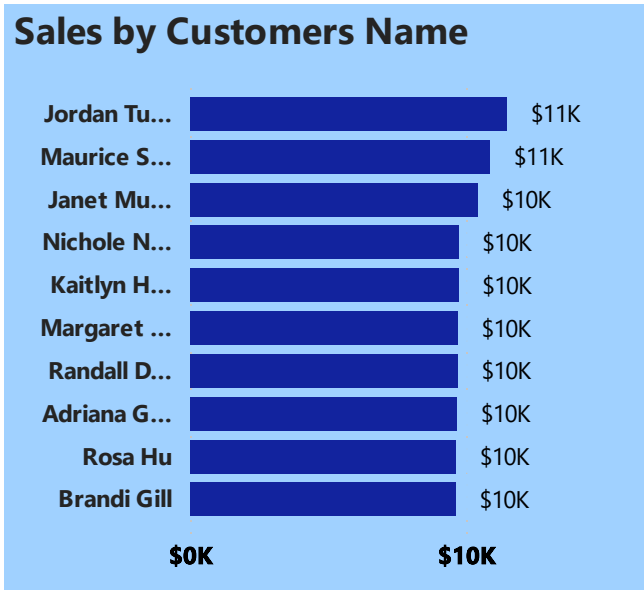 Sales by Customers Name
Jordan Tu... $11K
Maurice S... $11K
Janet Mu... $10K
Nichole N... $10K
Kaitlyn H... $10K
Margaret ... $10K
Randall D... $10K
Adriana G... $10K
Rosa Hu $10K
Brandi Gill $10K
$0K $10K